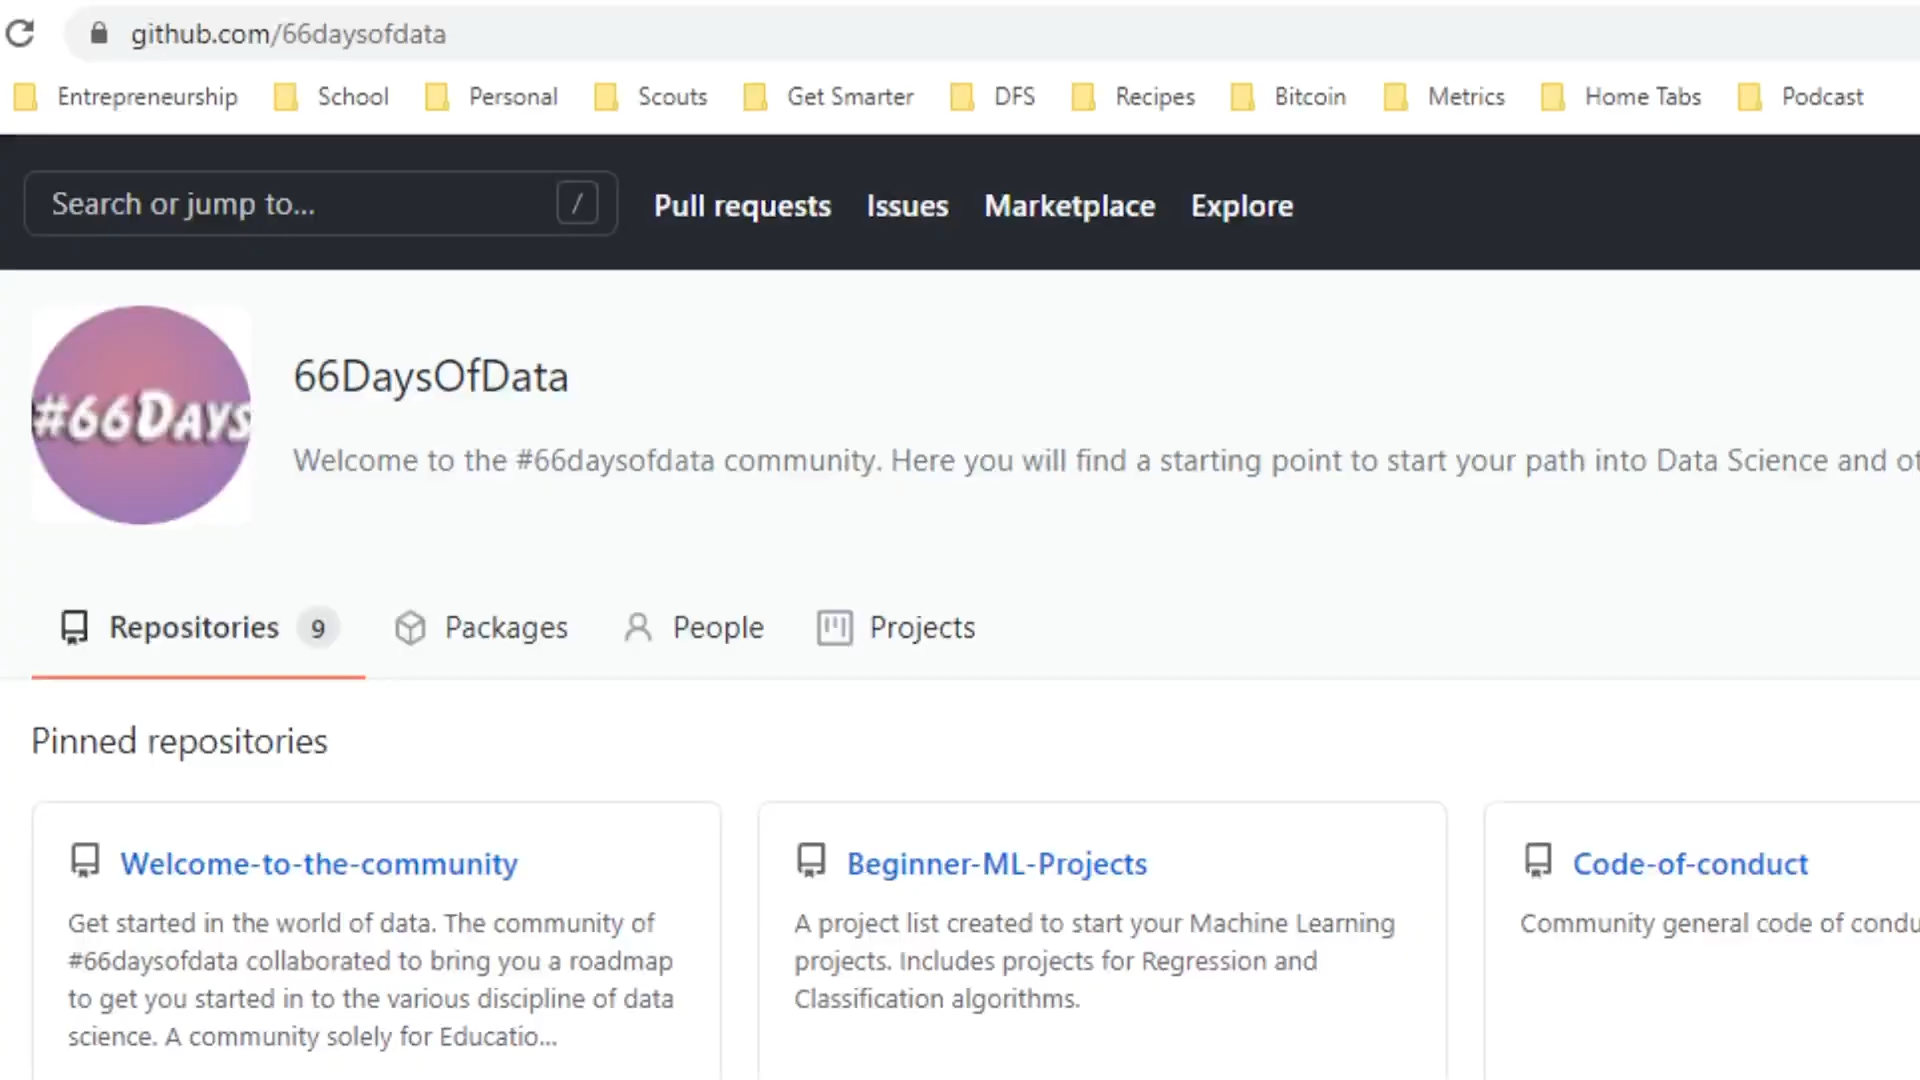 github.com/66daysofdata
Entrepreneurship School Personal Scouts Get Smarter DFS Recipes Bitcoin Metrics Home Tabs Podcast
Search or jump to... / Pull requests Issues Marketplace Explore
#66DAYS
66DaysOfData
Welcome to the #66daysofdata community. Here you will find a starting point to start your path into Data Science and
Repositories 9 Packages People Projects
Pinned repositories
Welcome-to-the-community
Get started in the world of data. The community of
#66daysofdata collaborated to bring you a roadmap
to get you started in to the various discipline of data
science. A community solely for Educatio...
Beginner-ML-Projects
A project list created to start your Machine Learning
projects. Includes projects for Regression and
Classification algorithms.
Code-of-conduct
Community general code of condu